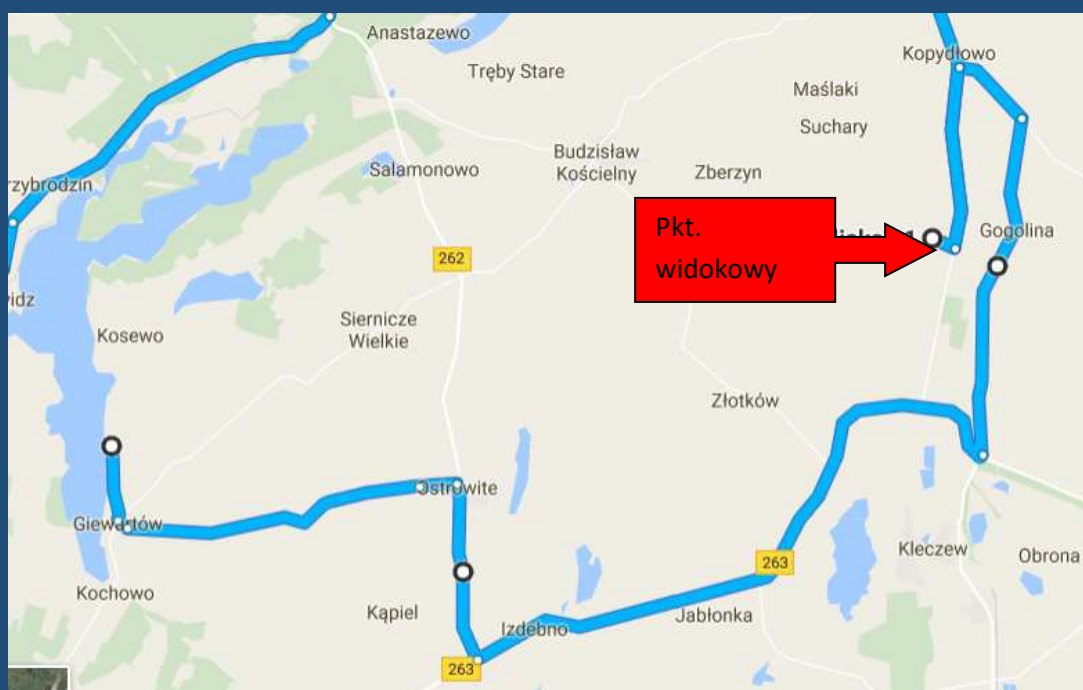 Anastazewo
Tręby Stare
Kopydłowo
Maślaki
Suchary
Budzisław
Kościelny
Salamonowo
Zberzyn
rzybrodzin
Pkt.
widokowy
Gogolina
262
idz
Kosewo
Siernicze
Wielkie
Złotków
Ostrowite
Giewartów
Kleczew
Obrona
263
Kochowo
Kąpiel
Izdebno
Jabłonka
263